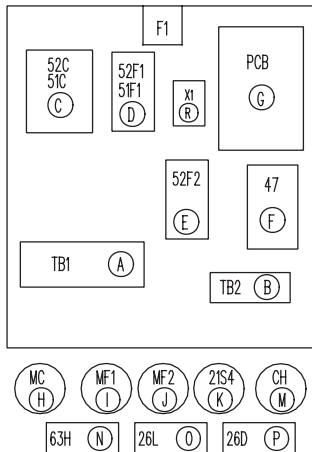 F1
52C
51C
C
52F1
51F1
D
X1
R
PCB
G
52F2
E
47
F
TB1 A
TB2 B
MC
H
MF1
I
MF2
J
21S4
K
CH
M
63H N
26L O
26D P